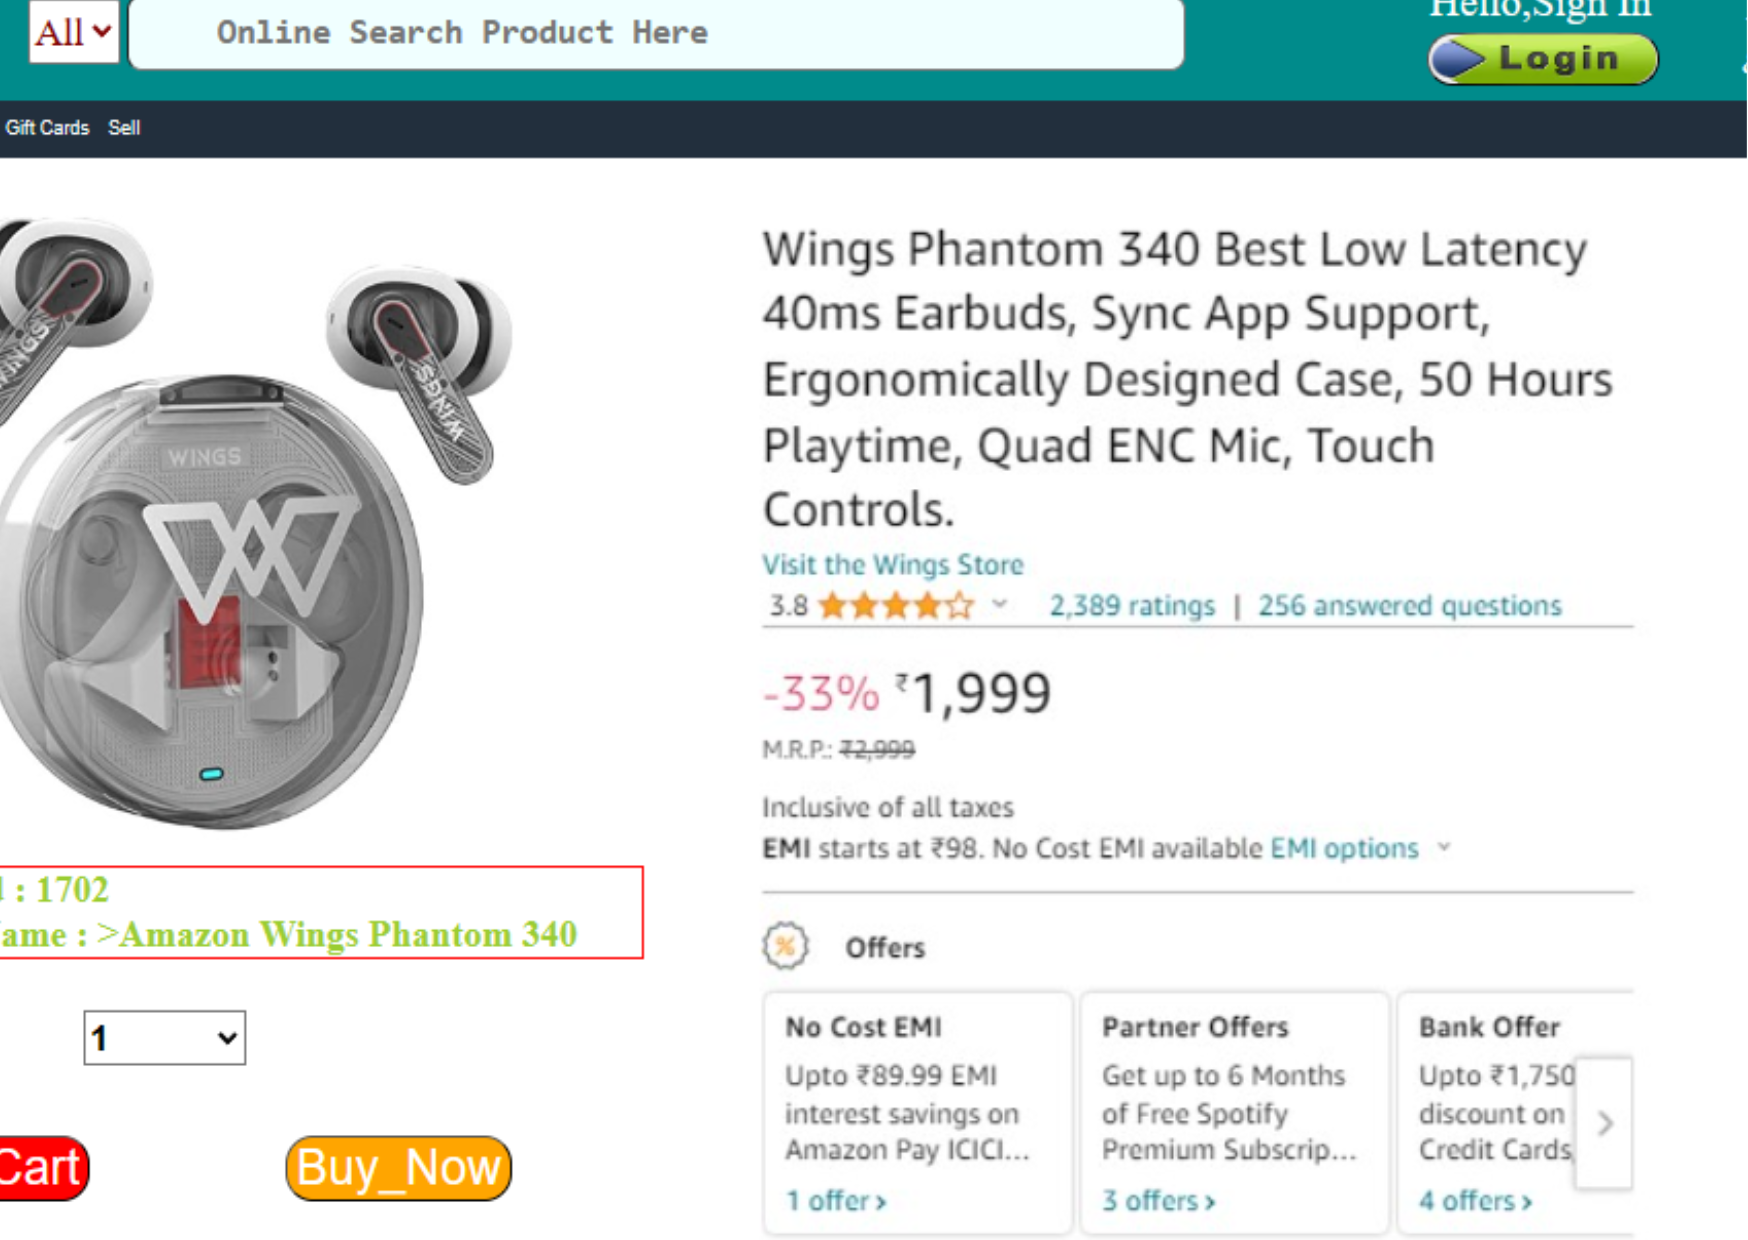 All
Online Search Product Here
Hello,Sign In
Login
Gift Cards Sell
WINGS
WINGS
WINGS
Wings Phantom 340 Best Low Latency
40ms Earbuds, Sync App Support,
Ergonomically Designed Case, 50 Hours
Playtime, Quad ENC Mic, Touch
Controls.
Visit the Wings Store
3.8 2,389 ratings | 256 answered questions
-33% ₹1,999
M.R.P.: ₹2,999
Inclusive of all taxes
EMI starts at ₹98. No Cost EMI available EMI options
: 1702
ame : >Amazon Wings Phantom 340
1
Cart
Buy_Now
Offers
No Cost EMI
Upto ₹89.99 EMI
interest savings on
Amazon Pay ICICI...
1 offer >
Partner Offers
Get up to 6 Months
of Free Spotify
Premium Subscrip...
3 offers >
Bank Offer
Upto ₹1,750
discount on
Credit Cards,
4 offers >